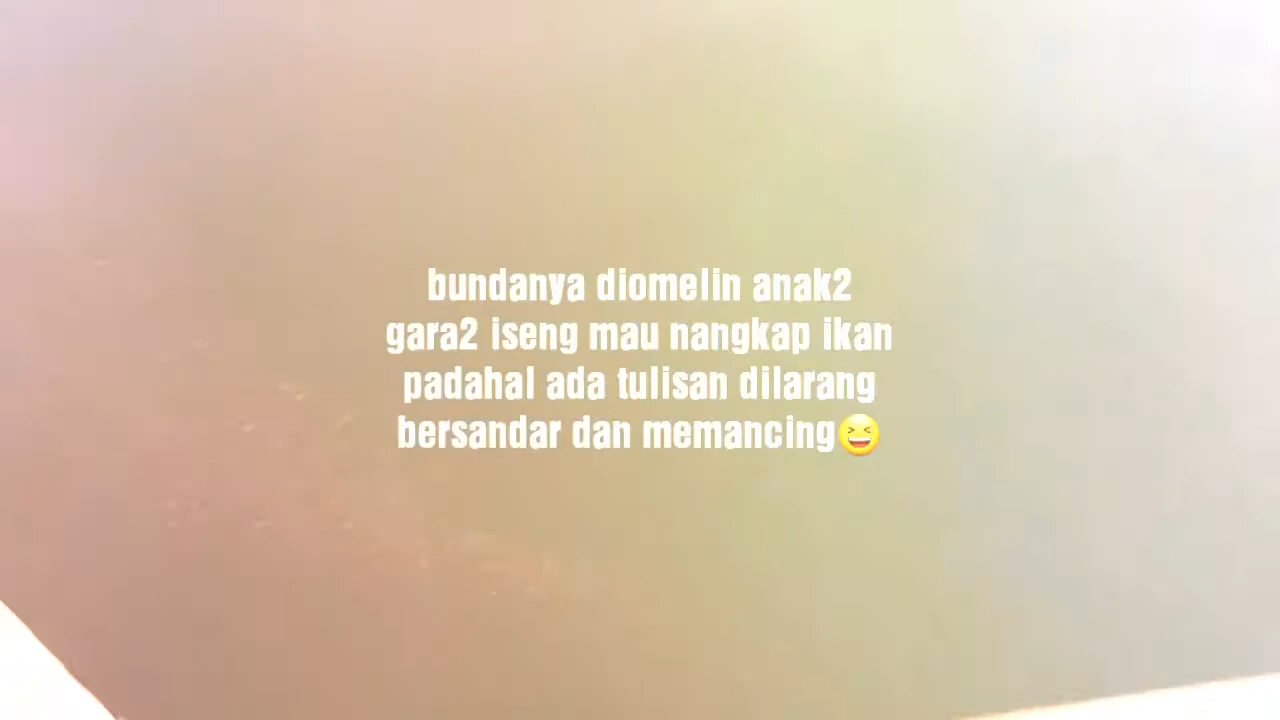 bundanya diomelin anak2
gara2 iseng mau nangkap ikan
padahal ada tulisan dilarang
bersandar dan memancing😆